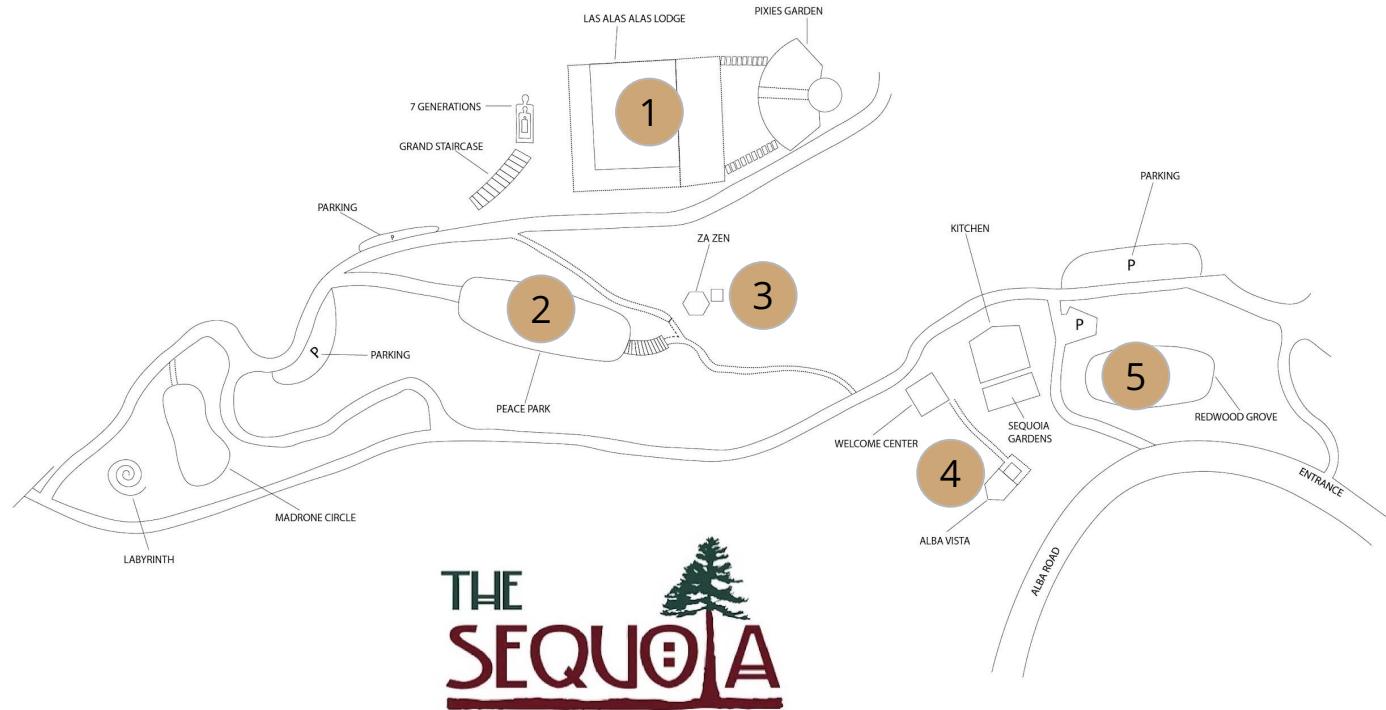 LAS ALAS ALAS LODGE
PIXIES GARDEN
1
7 GENERATIONS
GRAND STAIRCASE
PARKING
P
PARKING
P
KITCHEN
ZA ZEN
3
2
P
5
P
PARKING
PEACE PARK
REDWOOD GROVE
SEQUOIA
GARDENS
WELCOME CENTER
4
ENTRANCE
MADRONE CIRCLE
ALBA VISTA
LABYRINTH
ALBA ROAD
THE
SEQUOIA